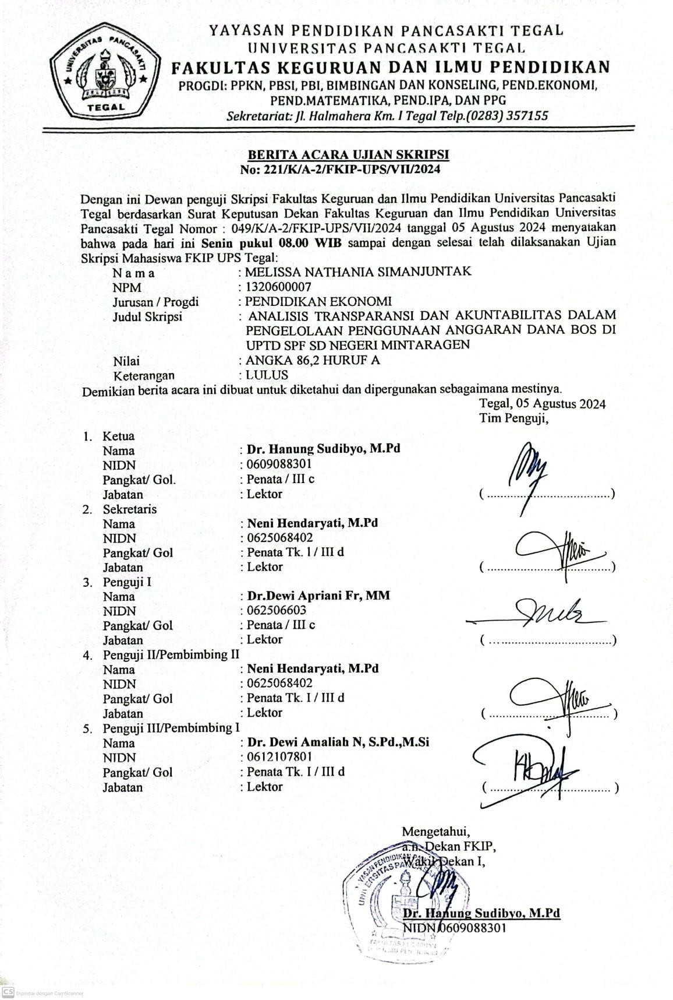 UNIVERSITAS PANCASAKTI
TEGAL
YAYASAN PENDIDIKAN PANCASAKTI TEGAL
UNIVERSITAS PANCASAKTI TEGAL
FAKULTAS KEGURUAN DAN ILMU PENDIDIKAN
PROGDI: PPKN, PBSI, PBI, BIMBINGAN DAN KONSELING, PEND.EKONOMI,
PEND.MATEMATIKA, PEND.IPA, DAN PPG
Sekretariat: Jl. Halmahera Km. I Tegal Telp.(0283) 357155
BERITA ACARA UJIAN SKRIPSI
No: 221/K/A-2/FKIP-UPS/VII/2024
Dengan ini Dewan penguji Skripsi Fakultas Keguruan dan Ilmu Pendidikan Universitas Pancasakti
Tegal berdasarkan Surat Keputusan Dekan Fakultas Keguruan dan Ilmu Pendidikan Universitas
Pancasakti Tegal Nomor : 049/K/A-2/FKIP-UPS/VII/2024 tanggal 05 Agustus 2024 menyatakan
bahwa pada hari ini Senin pukul 08.00 WIB sampai dengan selesai telah dilaksanakan Ujian
Skripsi Mahasiswa FKIP UPS Tegal:
N a m a : MELISSA NATHANIA SIMANJUNTAK
NPM : 1320600007
Jurusan / Progdi : PENDIDIKAN EKONOMI
Judul Skripsi : ANALISIS TRANSPARANSI DAN AKUNTABILITAS DALAM
PENGELOLAAN PENGGUNAAN ANGGARAN DANA BOS DI
UPTD SPF SD NEGERI MINTARAGEN
Nilai : ANGKA 86,2 HURUF A
Keterangan : LULUS
Demikian berita acara ini dibuat untuk diketahui dan dipergunakan sebagaimana mestinya.
Tegal, 05 Agustus 2024
Tim Penguji,
1. Ketua
Nama : Dr. Hanung Sudibyo, M.Pd
NIDN : 0609088301
Pangkat/ Gol. : Penata / III c
Jabatan : Lektor (....................................)
2. Sekretaris
Nama : Neni Hendaryati, M.Pd
NIDN : 0625068402
Pangkat/ Gol : Penata Tk. l / III d
Jabatan : Lektor (....................................)
3. Penguji I
Nama : Dr.Dewi Apriani Fr, MM
NIDN : 062506603
Pangkat/ Gol : Penata / III c
Jabatan : Lektor (....................................)
4. Penguji II/Pembimbing II
Nama : Neni Hendaryati, M.Pd
NIDN : 0625068402
Pangkat/ Gol : Penata Tk. I / III d
Jabatan : Lektor (....................................)
5. Penguji III/Pembimbing I
Nama : Dr. Dewi Amaliah N, S.Pd.,M.Si
NIDN : 0612107801
Pangkat/ Gol : Penata Tk. I / III d
Jabatan : Lektor (....................................)
Mengetahui,
a.n. Dekan FKIP,
Wakil Dekan I,
Dr. Hanung Sudibyo, M.Pd
NIDN 0609088301
CS Dipindai dengan CamScanner